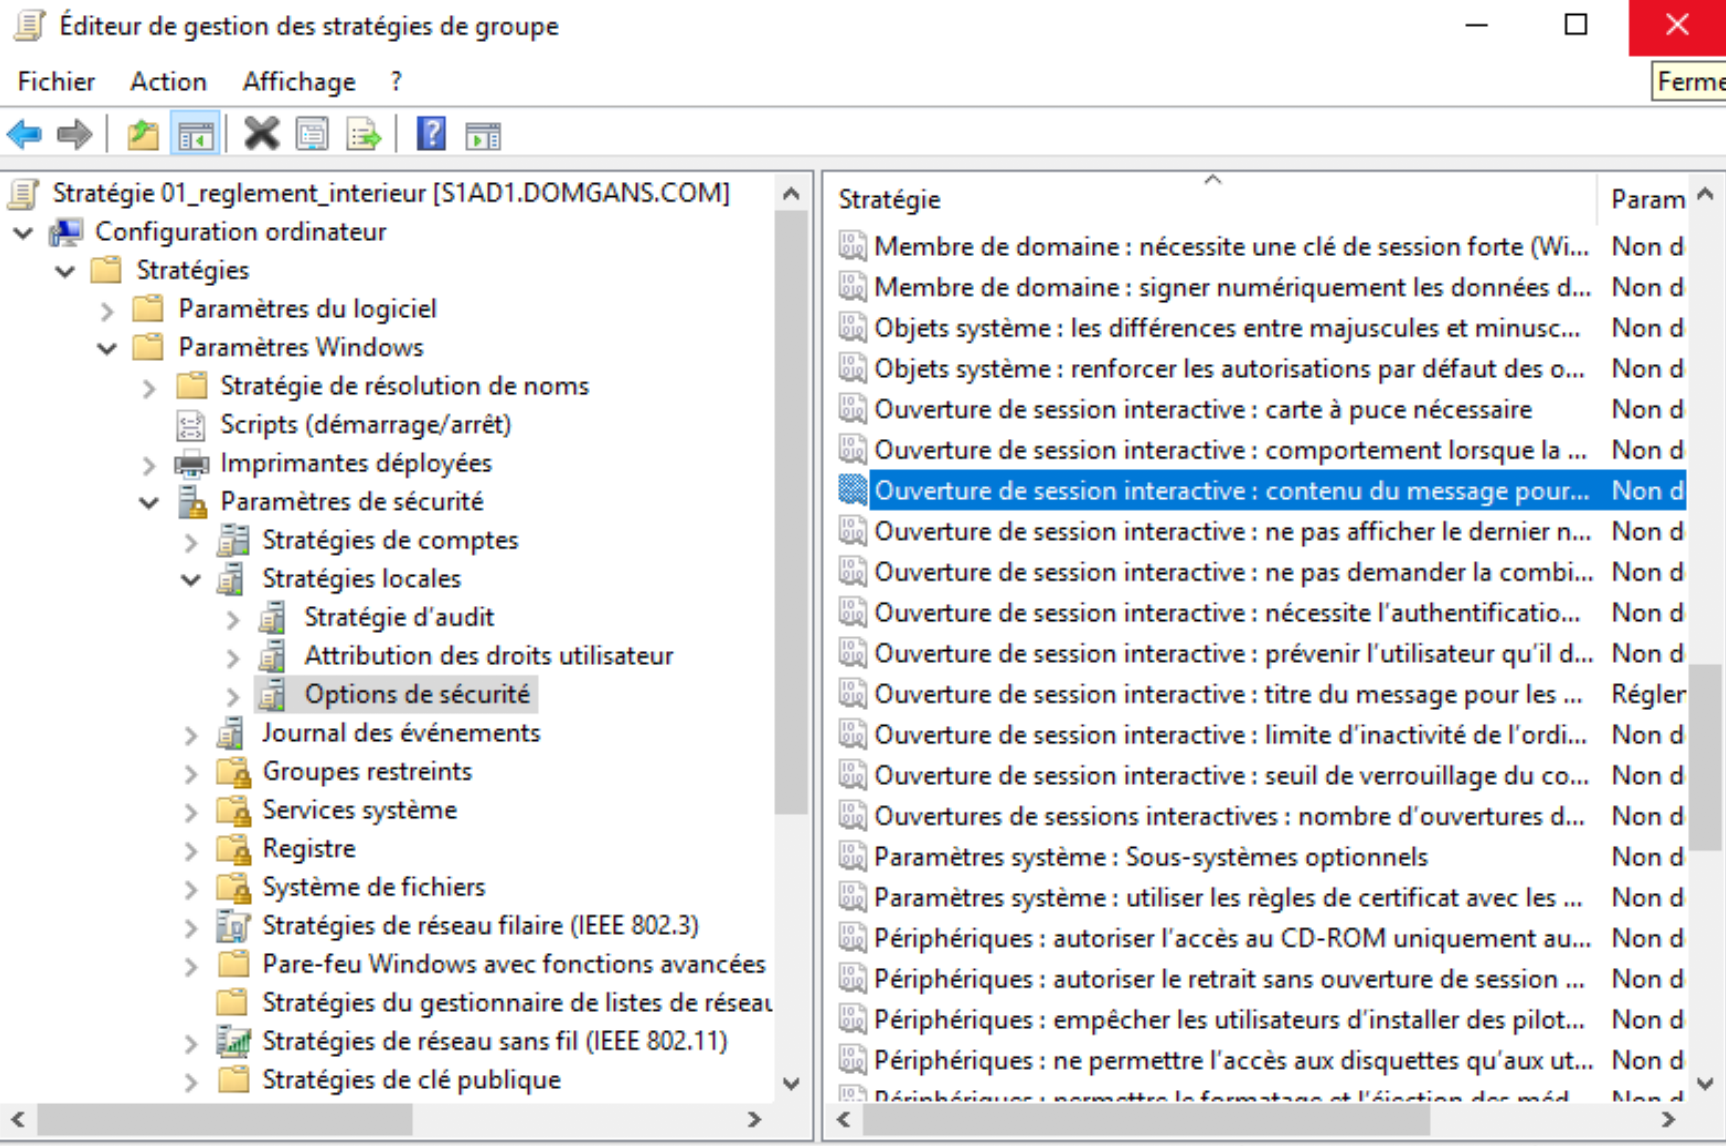 Éditeur de gestion des stratégies de groupe
Fichier Action Affichage ?
Ferme
Stratégie 01_reglement_interieur [S1AD1.DOMGANS.COM]
Configuration ordinateur
Stratégies
Paramètres du logiciel
Paramètres Windows
Stratégie de résolution de noms
Scripts (démarrage/arrêt)
Imprimantes déployées
Paramètres de sécurité
Stratégies de comptes
Stratégies locales
Stratégie d'audit
Attribution des droits utilisateur
Options de sécurité
Journal des événements
Groupes restreints
Services système
Registre
Système de fichiers
Stratégies de réseau filaire (IEEE 802.3)
Pare-feu Windows avec fonctions avancées
Stratégies du gestionnaire de listes de réseau
Stratégies de réseau sans fil (IEEE 802.11)
Stratégies de clé publique
Stratégie Param
Membre de domaine : nécessite une clé de session forte (Wi... Non d
Membre de domaine : signer numériquement les données d... Non d
Objets système : les différences entre majuscules et minusc... Non d
Objets système : renforcer les autorisations par défaut des o... Non d
Ouverture de session interactive : carte à puce nécessaire Non d
Ouverture de session interactive : comportement lorsque la ... Non d
Ouverture de session interactive : contenu du message pour... Non d
Ouverture de session interactive : ne pas afficher le dernier n... Non d
Ouverture de session interactive : ne pas demander la combi... Non d
Ouverture de session interactive : nécessite l'authentificatio... Non d
Ouverture de session interactive : prévenir l'utilisateur qu'il d... Non d
Ouverture de session interactive : titre du message pour les ... Régler
Ouverture de session interactive : limite d'inactivité de l'ordi... Non d
Ouverture de session interactive : seuil de verrouillage du co... Non d
Ouvertures de sessions interactives : nombre d'ouvertures d... Non d
Paramètres système : Sous-systèmes optionnels Non d
Paramètres système : utiliser les règles de certificat avec les ... Non d
Périphériques : autoriser l'accès au CD-ROM uniquement au... Non d
Périphériques : autoriser le retrait sans ouverture de session ... Non d
Périphériques : empêcher les utilisateurs d'installer des pilot... Non d
Périphériques : ne permettre l'accès aux disquettes qu'aux ut... Non d
Périphériques : permettre le formatage et l'éjection des méd... Non d